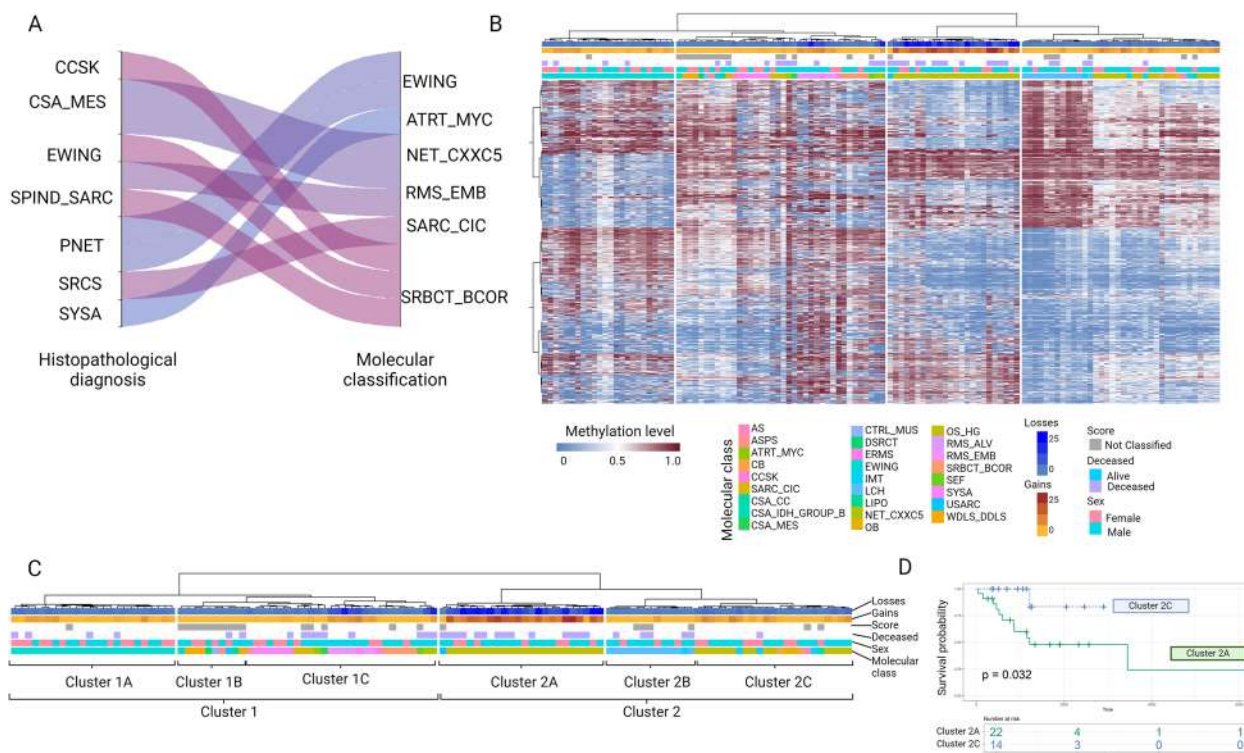 A
CCSK
CSA_MES
EWING
SPIND_SARC
PNET
SRCS
SYSA
Histopathological
diagnosis
EWING
ATRT_MYC
NET_CXXC5
RMS_EMB
SARC_CIC
SRBCT_BCOR
Molecular
classification
B
Methylation level
0 0.5 1.0
Molecular class
AS
ASPS
ATRT_MYC
CB
CCSK
SARC_CIC
CSA_CC
CSA_IDH_GROUP_B
CSA_MES
CTRL_MUS
DSRCT
ERMS
EWING
IMT
LCH
LIPO
NET_CXXC5
OB
OS_HG
RMS_ALV
RMS_EMB
SRBCT_BCOR
SEF
SYSA
USARC
WDLS_DDLS
Losses
25
0
Gains
25
0
Score
Not Classified
Deceased
Alive
Deceased
Sex
Female
Male
C
Losses
Gains
Score
Deceased
Sex
Molecular
class
Cluster 1A
Cluster 1B
Cluster 1C
Cluster 2A
Cluster 2B
Cluster 2C
Cluster 1
Cluster 2
D
Survival probability
Cluster 2C
Cluster 2A
p = 0.032
Time
Number at risk
Cluster 2A 22 4 1 1
Cluster 2C 14 3 0 0